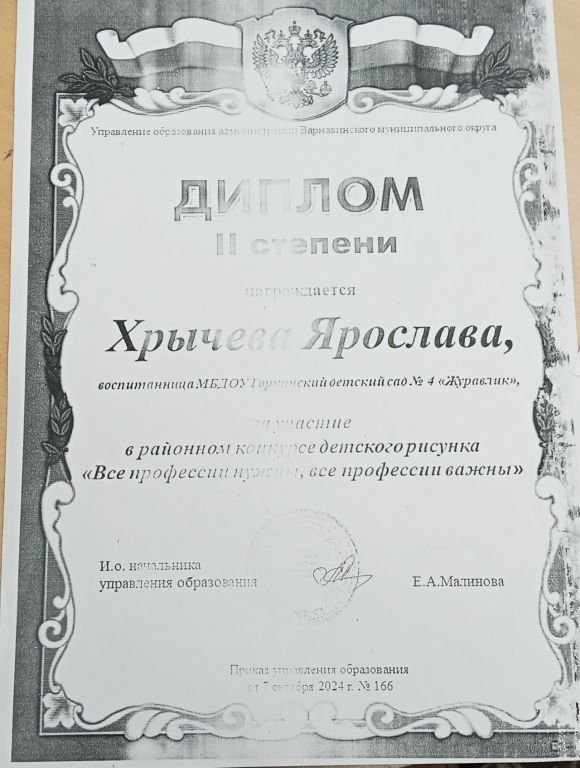 Управление образования администрации Варнавинского муниципального округа
ДИПЛОМ
II степени
награждается
Хрычева Ярослава,
воспитанница МБДОУ Горкинский детский сад № 4 «Журавлик»,
за участие
в районном конкурсе детского рисунка
«Все профессии нужны, все профессии важны»
И.о. начальника
управления образования
Е.А.Малинова
Приказ управления образования
от 7 октября 2024 г. № 166